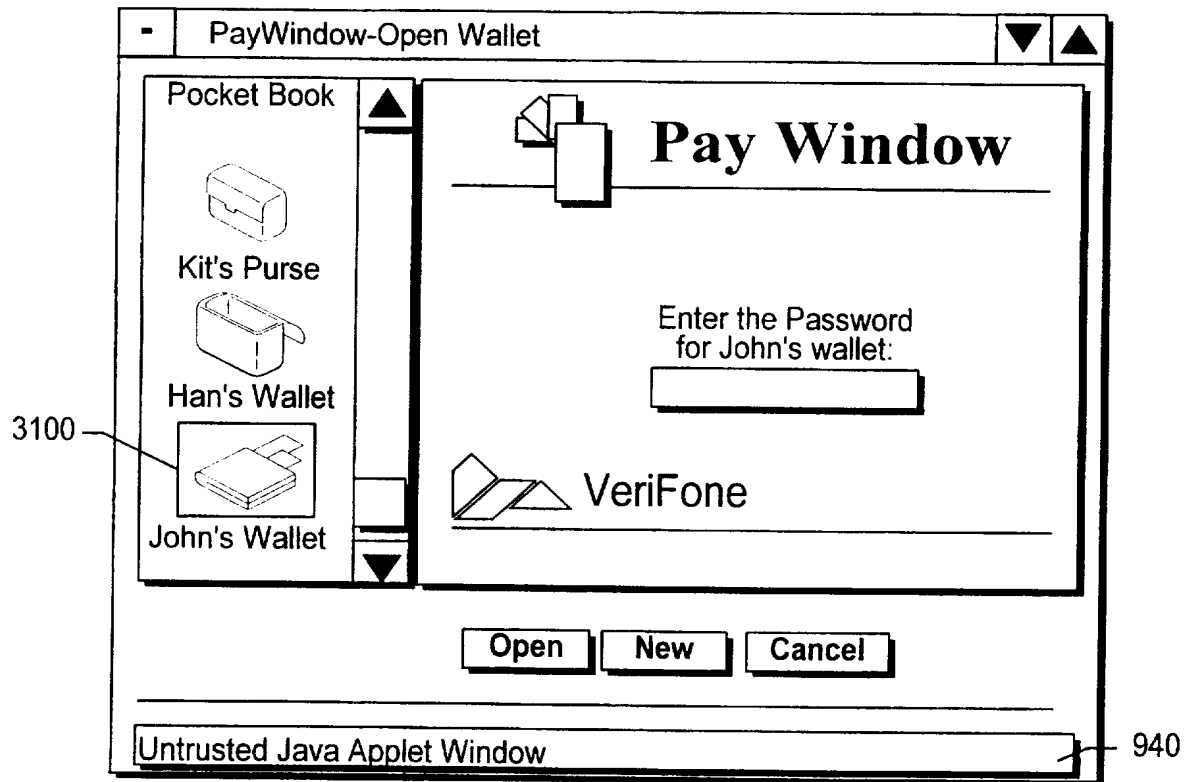 PayWindow-Open Wallet
Pocket Book
Kit's Purse
Han's Wallet
3100
John's Wallet
Pay Window
Enter the Password
for John's wallet:
VeriFone
Open
New
Cancel
Untrusted Java Applet Window
940